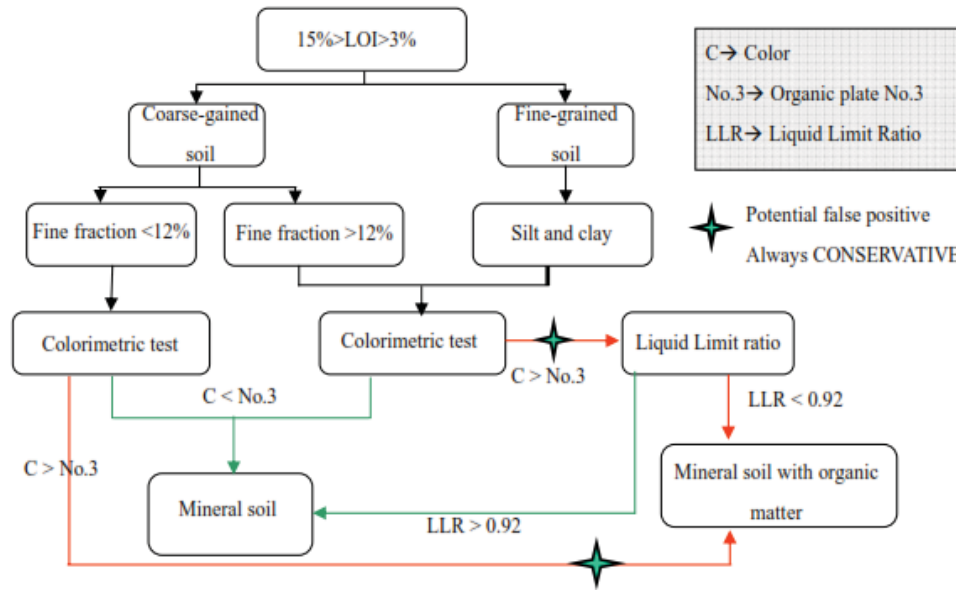 15%>LOI>3%
C→ Color
No.3→ Organic plate No.3
LLR→ Liquid Limit Ratio
Coarse-gained
soil
Fine-grained
soil
Fine fraction <12%
Fine fraction >12%
Silt and clay
Potential false positive
Always CONSERVATIVE
Colorimetric test
Colorimetric test
Liquid Limit ratio
C > No.3
C < No.3
LLR < 0.92
C > No.3
Mineral soil
Mineral soil with organic
matter
LLR > 0.92